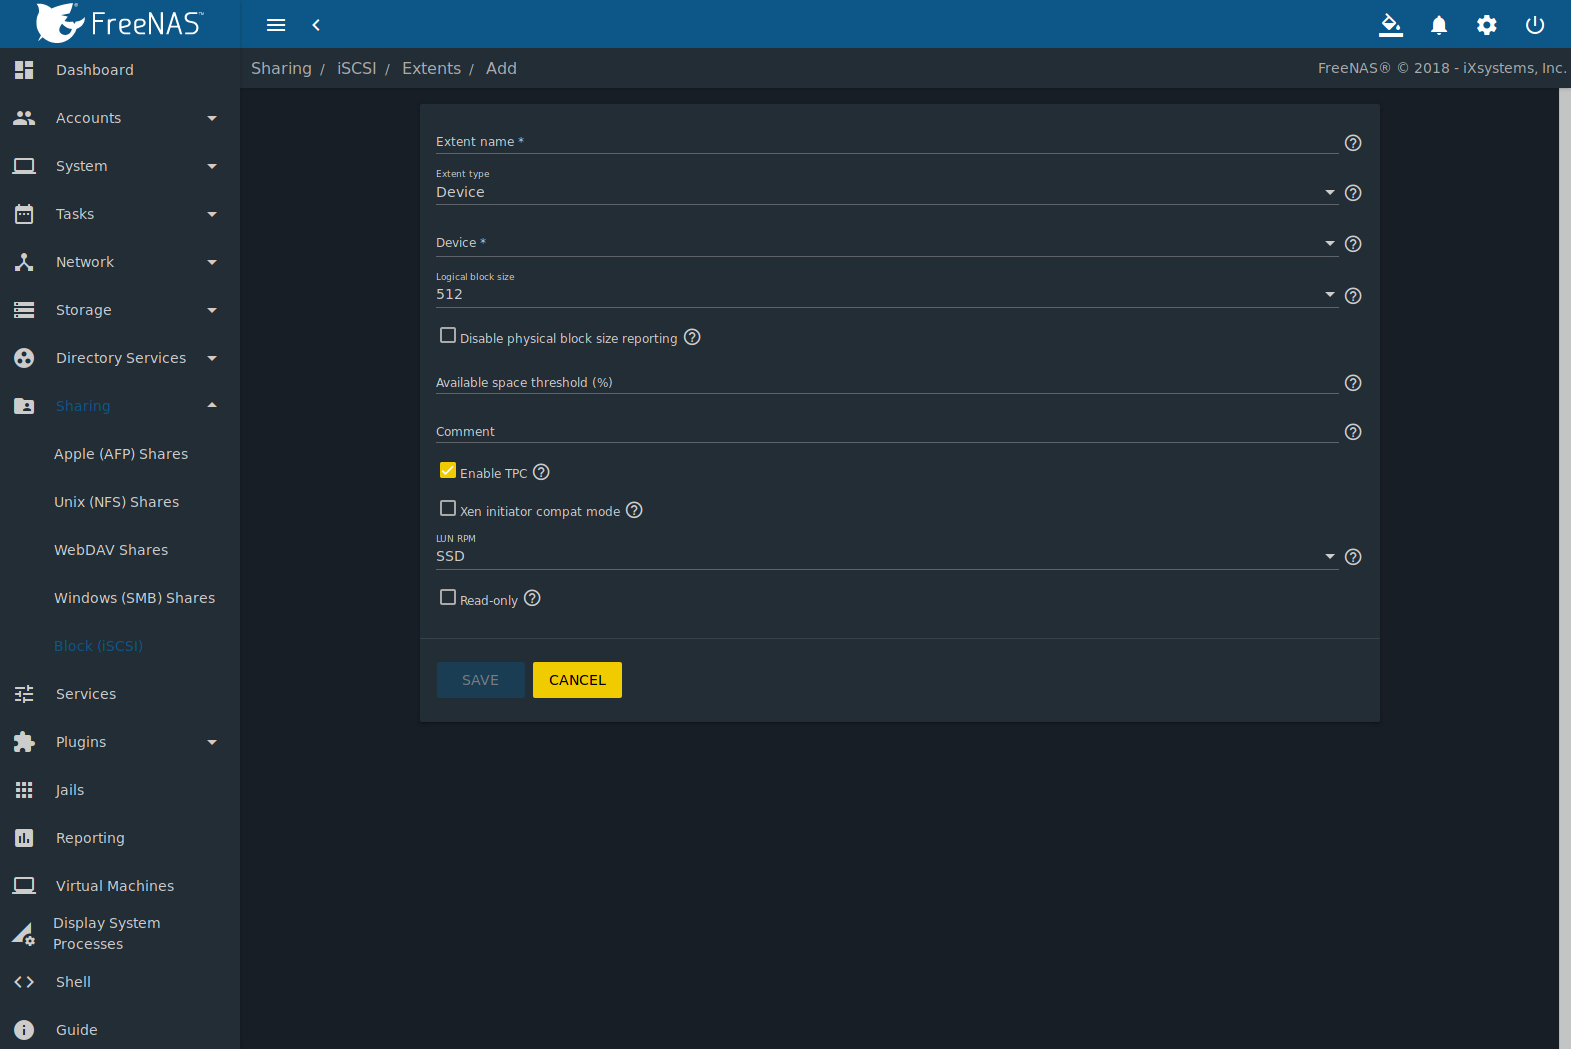 FreeNAS™
Sharing / iSCSI / Extents / Add
FreeNAS® © 2018 - iXsystems, Inc.
Dashboard
Accounts
System
Tasks
Network
Storage
Directory Services
Sharing
Apple (AFP) Shares
Unix (NFS) Shares
WebDAV Shares
Windows (SMB) Shares
Block (iSCSI)
Services
Plugins
Jails
Reporting
Virtual Machines
Display System
Processes
Shell
Guide
Extent name *
Extent type
Device
Device *
Logical block size
512
Disable physical block size reporting
Available space threshold (%)
Comment
Enable TPC
Xen initiator compat mode
LUN RPM
SSD
Read-only
SAVE
CANCEL